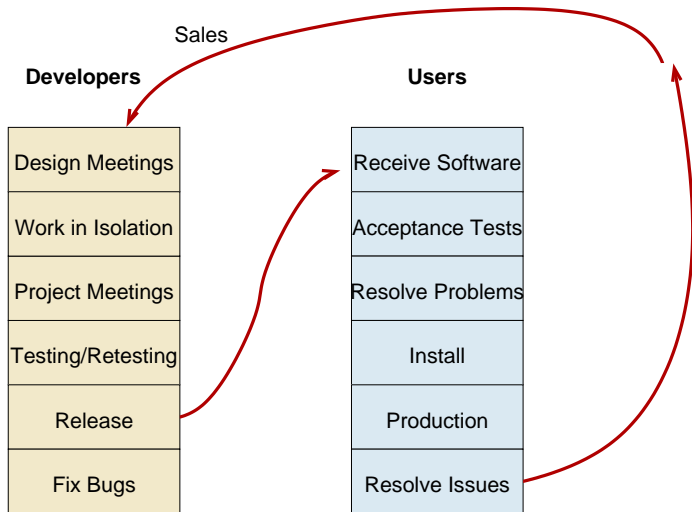 Sales
Developers
Users
Design Meetings
Work in Isolation
Project Meetings
Testing/Retesting
Release
Fix Bugs
Receive Software
Acceptance Tests
Resolve Problems
Install
Production
Resolve Issues